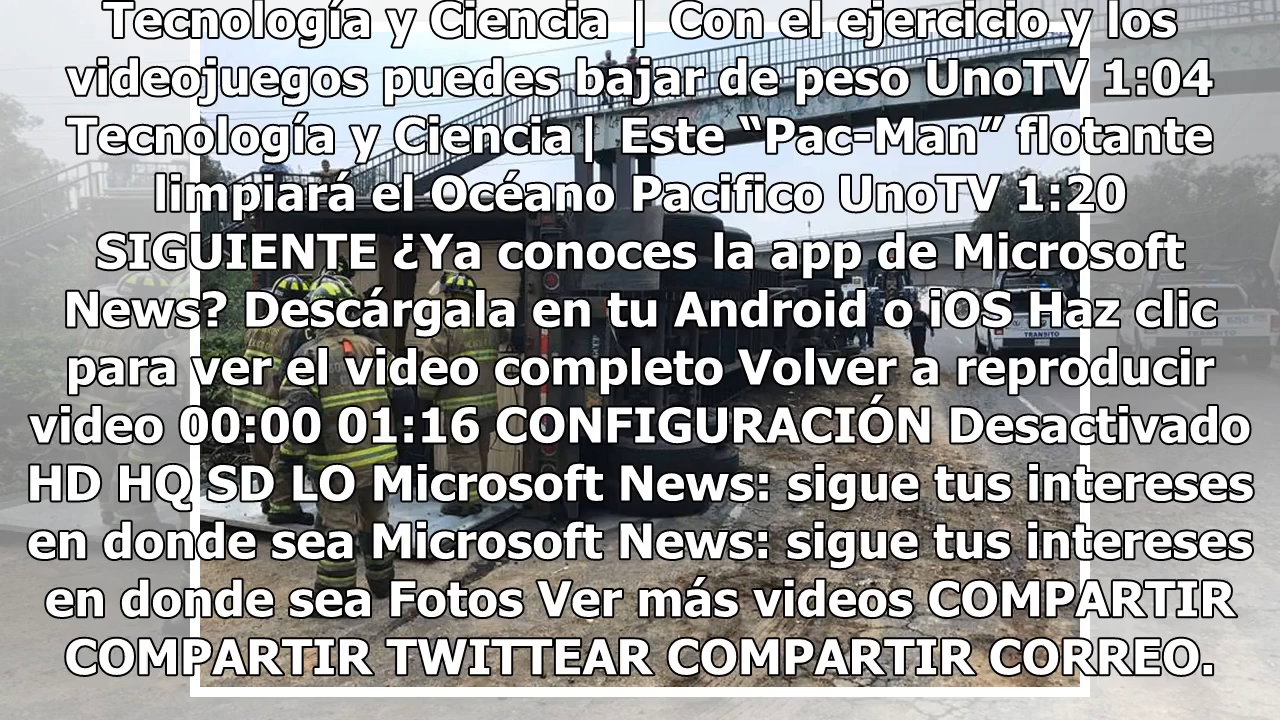 Tecnología y Ciencia | Con el ejercicio y los
videojuegos puedes bajar de peso UnoTV 1:04
Tecnología y Ciencia| Este “Pac-Man” flotante
limpiará el Océano Pacifico UnoTV 1:20
SIGUIENTE ¿Ya conoces la app de Microsoft
News? Descárgala en tu Android o iOS Haz clic
para ver el video completo Volver a reproducir
video 00:00 01:16 CONFIGURACIÓN Desactivado
HD HQ SD LO Microsoft News: sigue tus intereses
en donde sea Microsoft News: sigue tus intereses
en donde sea Fotos Ver más videos COMPARTIR
COMPARTIR TWITTEAR COMPARTIR CORREO.
TRANSITO